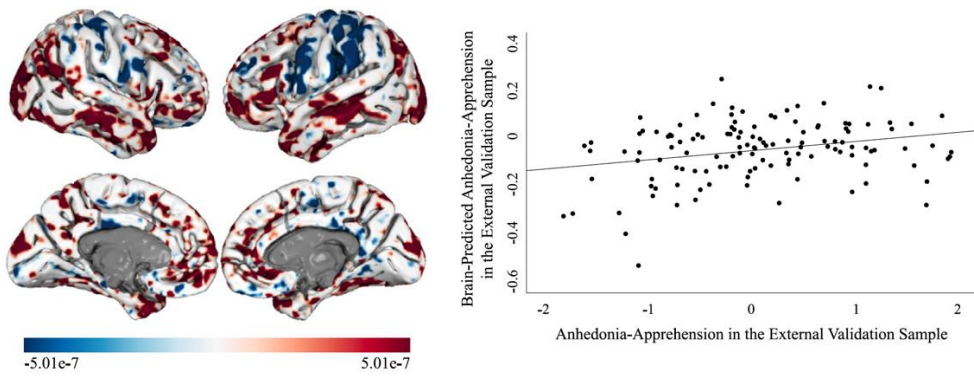 -5.01e-7
5.01e-7
Brain-Predicted Anhedonia-Apprehension
in the External Validation Sample
0.4
0.2
0
-0.2
-0.4
-0.6
-2
-1
0
1
2
Anhedonia-Apprehension in the External Validation Sample